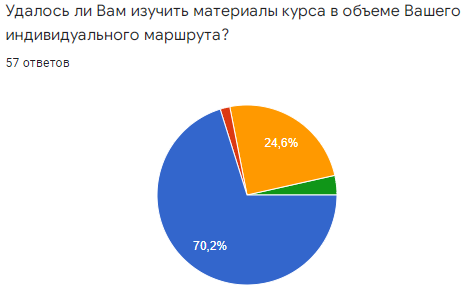 Удалось ли Вам изучить материалы курса в объеме Вашего
индивидуального маршрута?
57 ответов
24,6%
70,2%